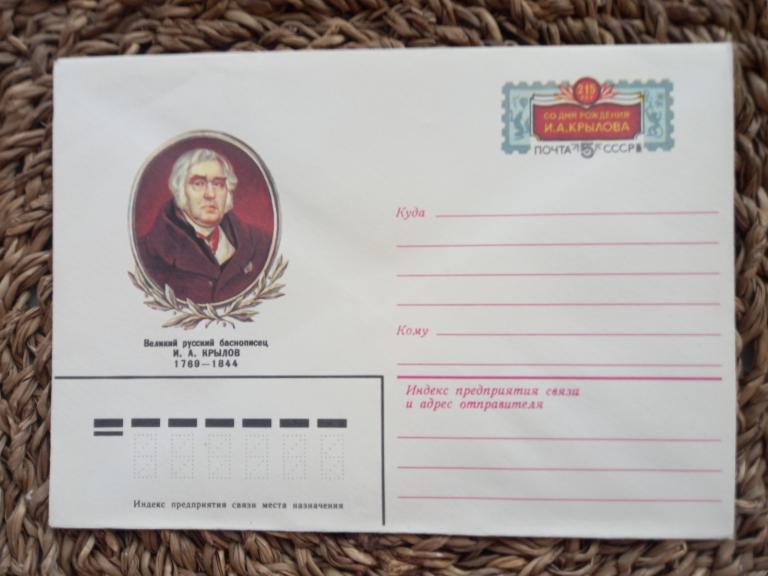 215
ЛЕТ
СО ДНЯ РОЖДЕНИЯ
И.А.КРЫЛОВА
ПОЧТА 5 СССР
Куда
Кому
Великий русский баснописец
И. А. КРЫЛОВ
1769—1844
Индекс предприятия связи
и адрес отправителя
Индекс предприятия связи места назначения